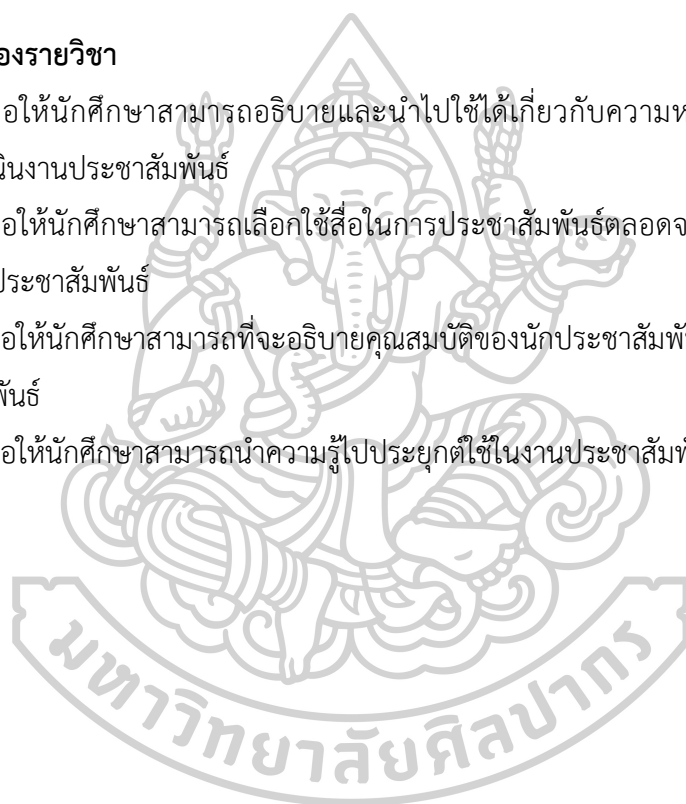 องรายวิชา
อให้นักศึกษาสามารถอธิบายและนำไปใช้ได้เกี่ยวกับความห
นินงานประชาสัมพันธ์
อให้นักศึกษาสามารถเลือกใช้สื่อในการประชาสัมพันธ์ตลอดจ
ประชาสัมพันธ์
อให้นักศึกษาสามารถที่จะอธิบายคุณสมบัติของนักประชาสัมพั
พันธ์
อให้นักศึกษาสามารถนำความรู้ไปประยุกต์ใช้ในงานประชาสัมพั
มหาวิทยาลัยศิลปากร